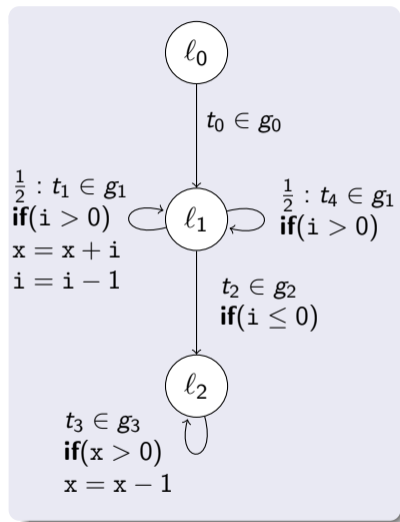 ℓ₀
t₀ ∈ g₀
½ : t₁ ∈ g₁
if(i > 0)
x = x + i
i = i − 1
ℓ₁
½ : t₄ ∈ g₁
if(i > 0)
t₂ ∈ g₂
if(i ≤ 0)
ℓ₂
t₃ ∈ g₃
if(x > 0)
x = x − 1